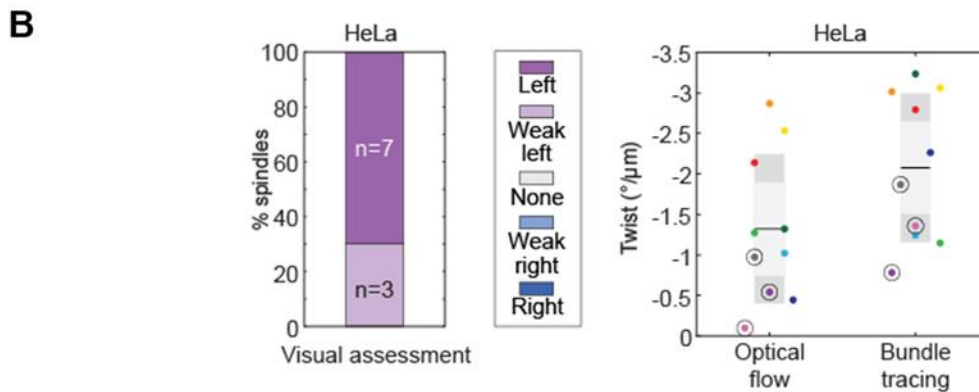 B
HeLa
100
80
60
40
20
0
% spindles
n=7
n=3
Visual assessment
Left
Weak
left
None
Weak
right
Right
HeLa
-3.5
-3
-2.5
-2
-1.5
-1
-0.5
0
Twist (°/µm)
Optical
flow
Bundle
tracing